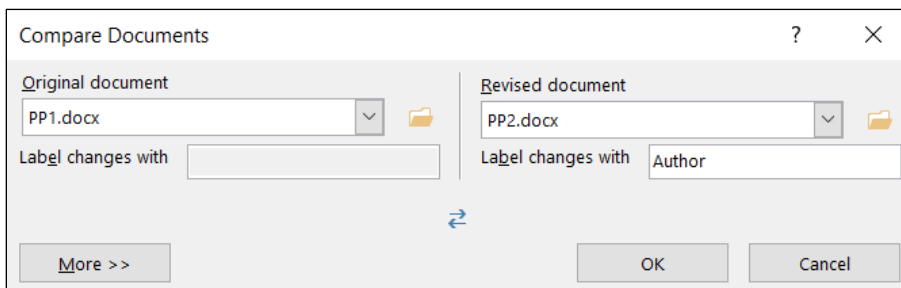 Compare Documents ?
Original document
PP1.docx
Label changes with
Revised document
PP2.docx
Label changes with Author
More >> OK Cancel